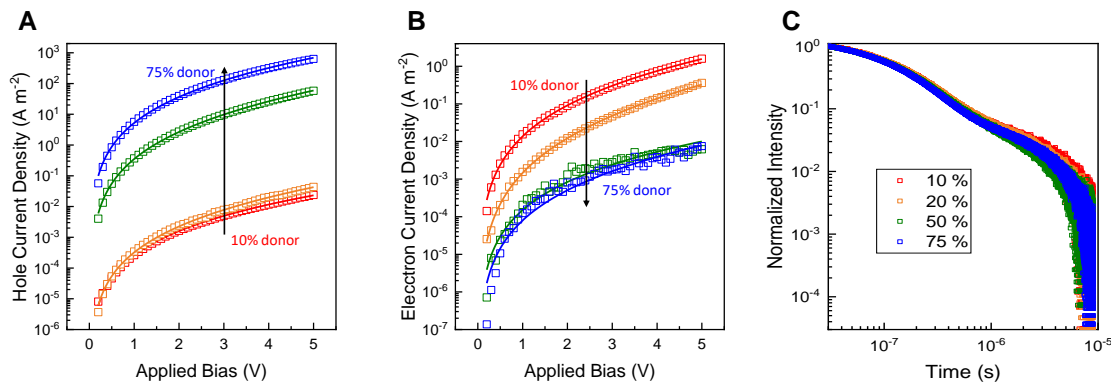 A
Hole Current Density (A m⁻²)
10³
10²
10¹
10⁰
10⁻¹
10⁻²
10⁻³
10⁻⁴
10⁻⁵
10⁻⁶
75% donor
10% donor
0 1 2 3 4 5
Applied Bias (V)
B
Elecctron Current Density (A m⁻²)
10⁰
10⁻¹
10⁻²
10⁻³
10⁻⁴
10⁻⁵
10⁻⁶
10⁻⁷
10% donor
75% donor
0 1 2 3 4 5
Applied Bias (V)
C
Normalized Intensity
10⁰
10⁻¹
10⁻²
10⁻³
10⁻⁴
10 %
20 %
50 %
75 %
10⁻⁷ 10⁻⁶ 10⁻⁵
Time (s)